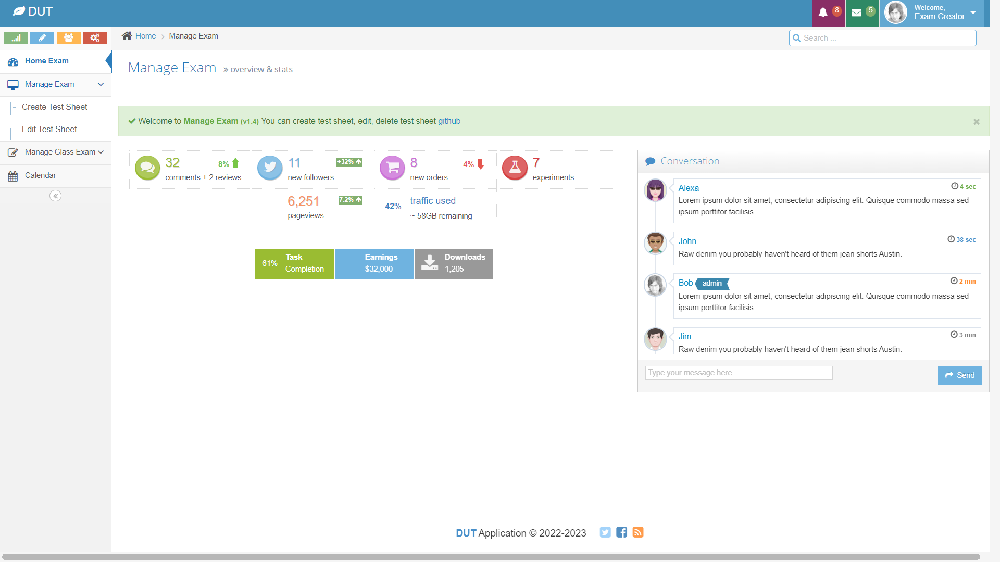 DUT
8
5
Welcome,
Exam Creator
Home
Manage Exam
Search ...
Home Exam
Manage Exam
Create Test Sheet
Edit Test Sheet
Manage Class Exam
Calendar
Manage Exam » overview & stats
Welcome to Manage Exam (v1.4) You can create test sheet, edit, delete test sheet github
×
32
8%
comments + 2 reviews
11
+32%
new followers
8
4%
new orders
7
experiments
6,251
7.2%
pageviews
42%
traffic used
~ 58GB remaining
61%
Task
Completion
Earnings
$32,000
Downloads
1,205
Conversation
Alexa
4 sec
Lorem ipsum dolor sit amet, consectetur adipiscing elit. Quisque commodo massa sed
ipsum porttitor facilisis.
John
38 sec
Raw denim you probably haven't heard of them jean shorts Austin.
Bob admin
2 min
Lorem ipsum dolor sit amet, consectetur adipiscing elit. Quisque commodo massa sed
ipsum porttitor facilisis.
Jim
3 min
Raw denim you probably haven't heard of them jean shorts Austin.
Type your message here ...
Send
DUT Application © 2022-2023